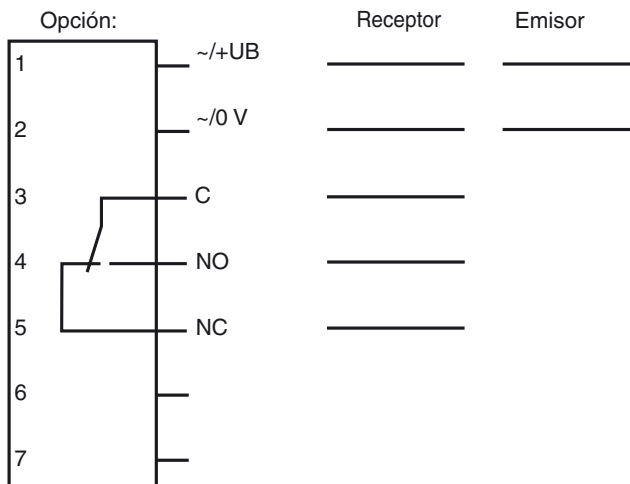 Opción: Receptor Emisor
1 ~/+UB
2 ~/0 V
3 C
4 NO
5 NC
6
7